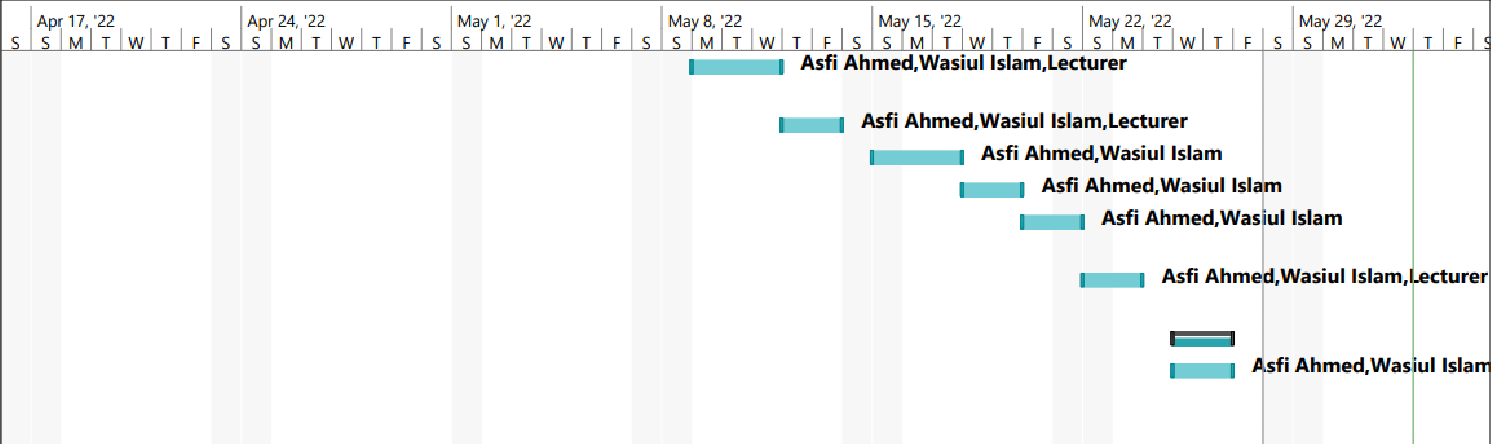 Apr 17, '22 Apr 24, '22 May 1, '22 May 8, '22 May 15, '22 May 22, '22 May 29, '22
S S M T W T F S S M T W T F S S M T W T F S S M T W T F S S M T W T F S S M T W T F S S M T W T F S
Asfi Ahmed,Wasiul Islam,Lecturer
Asfi Ahmed,Wasiul Islam,Lecturer
Asfi Ahmed,Wasiul Islam
Asfi Ahmed,Wasiul Islam
Asfi Ahmed,Wasiul Islam
Asfi Ahmed,Wasiul Islam,Lecturer
Asfi Ahmed,Wasiul Islam